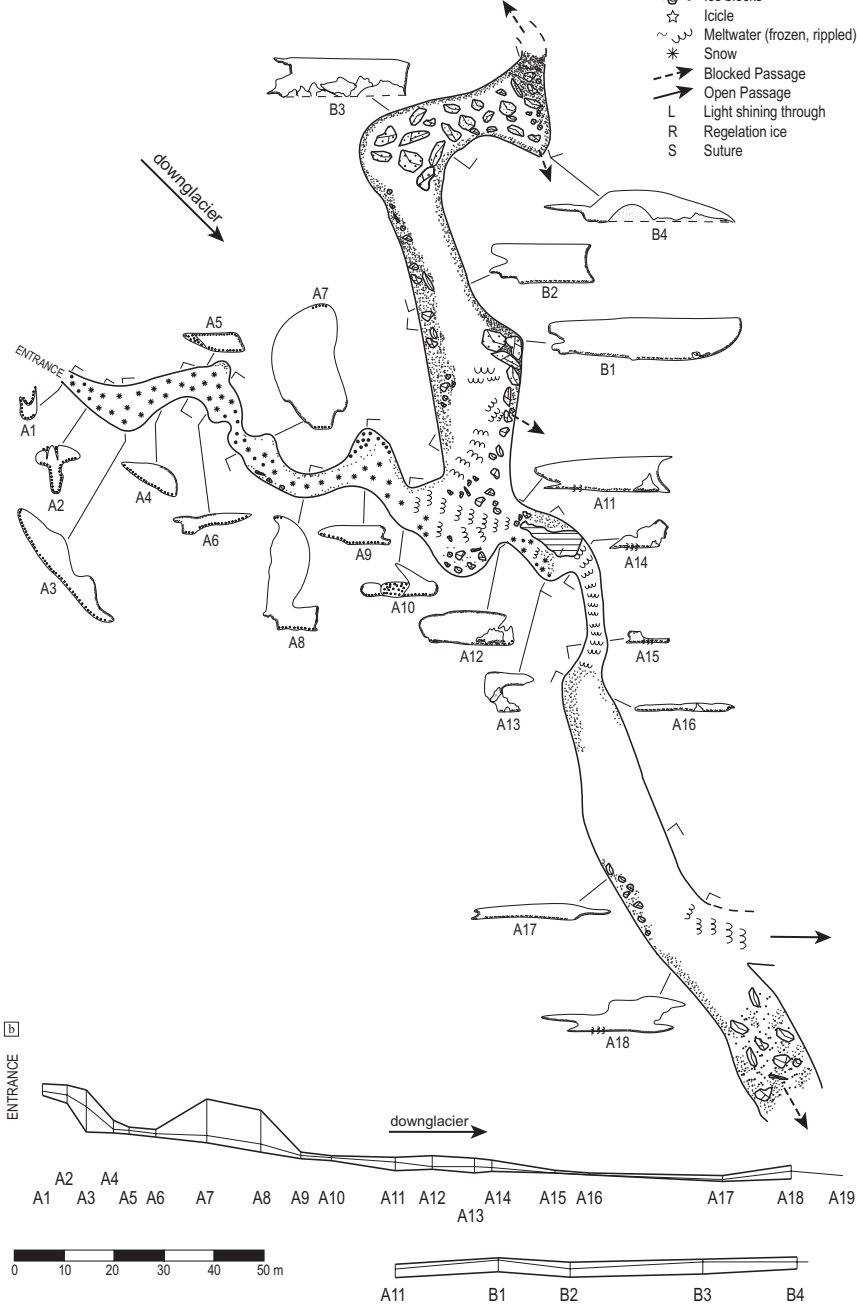 Icicle
Meltwater (frozen, rippled)
Snow
Blocked Passage
Open Passage
L Light shining through
R Regelation ice
S Suture
B3
downglacier
B4
B2
A7
A5
B1
ENTRANCE
A1
A11
A2
A4
A6
A9
A14
A3
A10
A8
A12
A15
A13
A16
A17
A18
b
ENTRANCE
downglacier
A2 A4
A1 A3 A5 A6 A7 A8 A9 A10 A11 A12 A14 A15 A16 A17 A18 A19
A13
0 10 20 30 40 50 m
A11 B1 B2 B3 B4